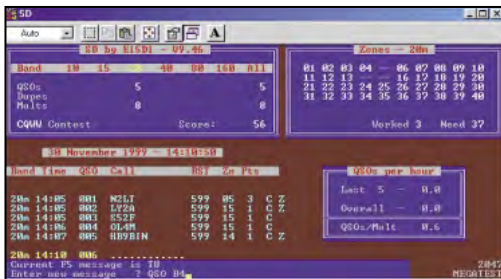 SD
Auto
SD by EI5DI - V9.46
Band 10 15 40 80 160 All
QSOs 5 5
Dupes
Mults 8 8
CQWW Contest Score: 56
Zones - 20m
01 02 03 04 -- 06 07 08 09 10
11 12 13 -- -- 16 17 18 19 20
21 22 23 24 25 26 27 28 29 30
31 32 33 34 35 36 37 38 39 40
Worked 3 Need 37
30 November 1999 - 14:10:50
Band Time QSO Call RST Zn Pts
20m 14:05 001 N2LT 599 05 3 C Z
20m 14:05 002 LY2A 599 15 1 C Z
20m 14:05 003 S52F 599 15 1 C
20m 14:06 004 OL4M 599 15 1 C
20m 14:07 005 HB9BIN 599 14 1 C Z
20m 14:10 006 .............
QSOs per hour
Last 5 - 0.0
Overall - 0.0
QSOs/Mult 0.6
Current F5 message is TU
Enter new message ? QSO B4
2047
MEGATEST